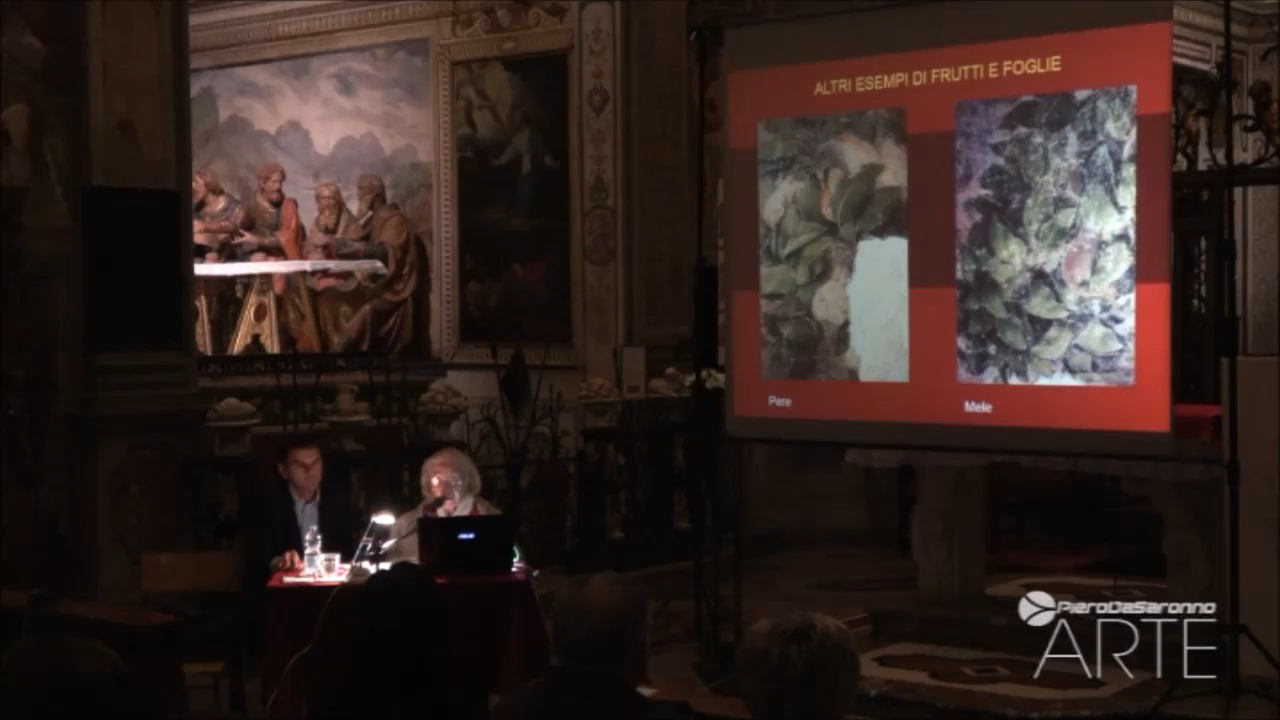 ALTRI ESEMPI DI FRUTTI E FOGLIE
Pere
Mele
PieroDaSaronno
ARTE